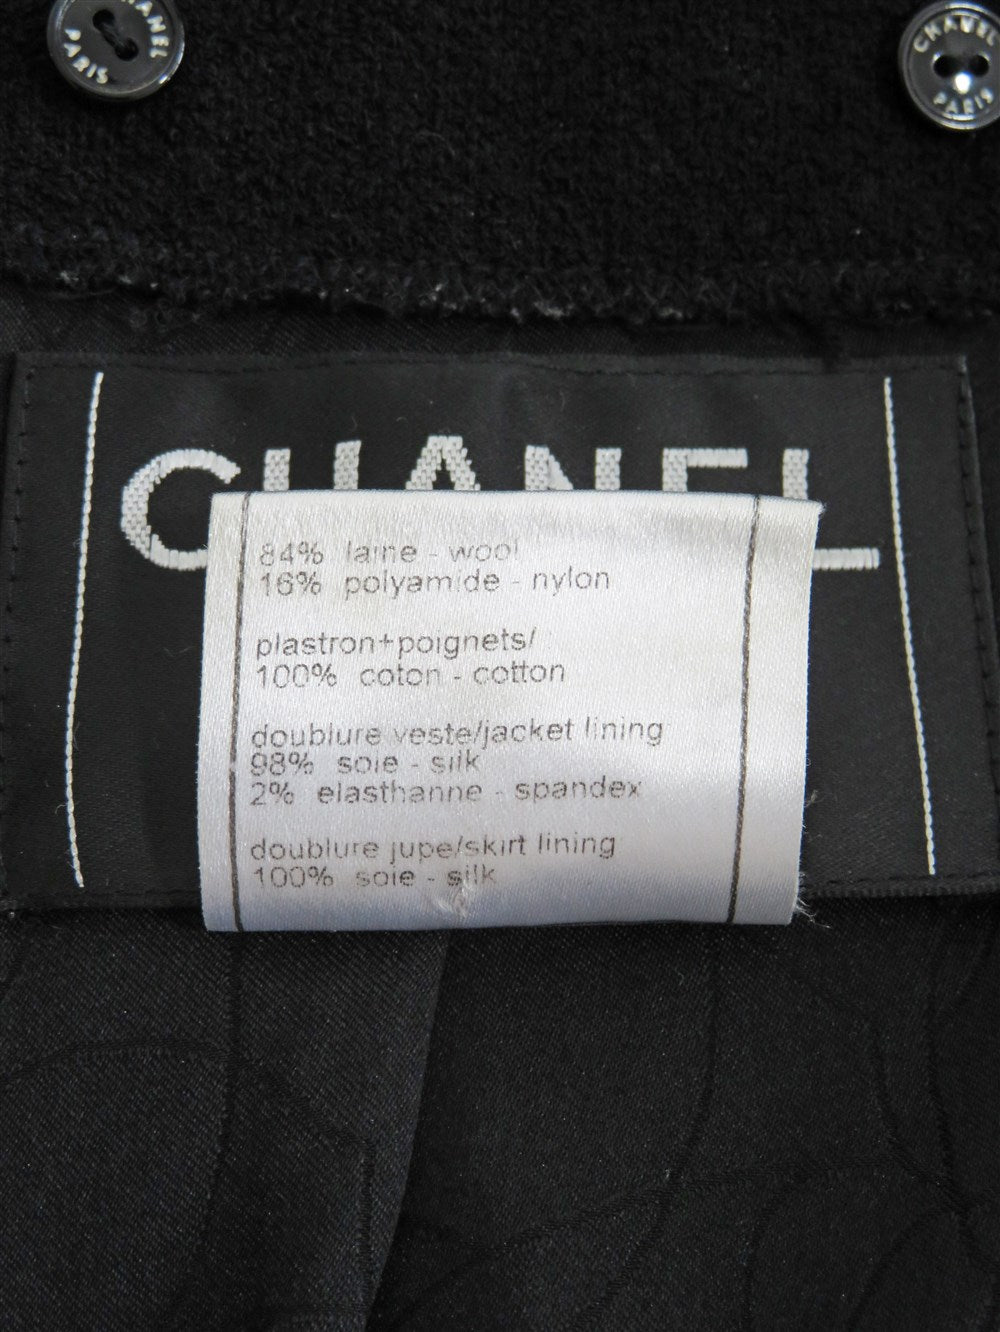 CHANEL
PARIS
CHANEL
PARIS
CHANEL
84% laine - wool
16% polyamide - nylon
plastron+poignets/
100% coton - cotton
doublure veste/jacket lining
98% soie - silk
2% elasthanne - spandex
doublure jupe/skirt lining
100% soie - silk